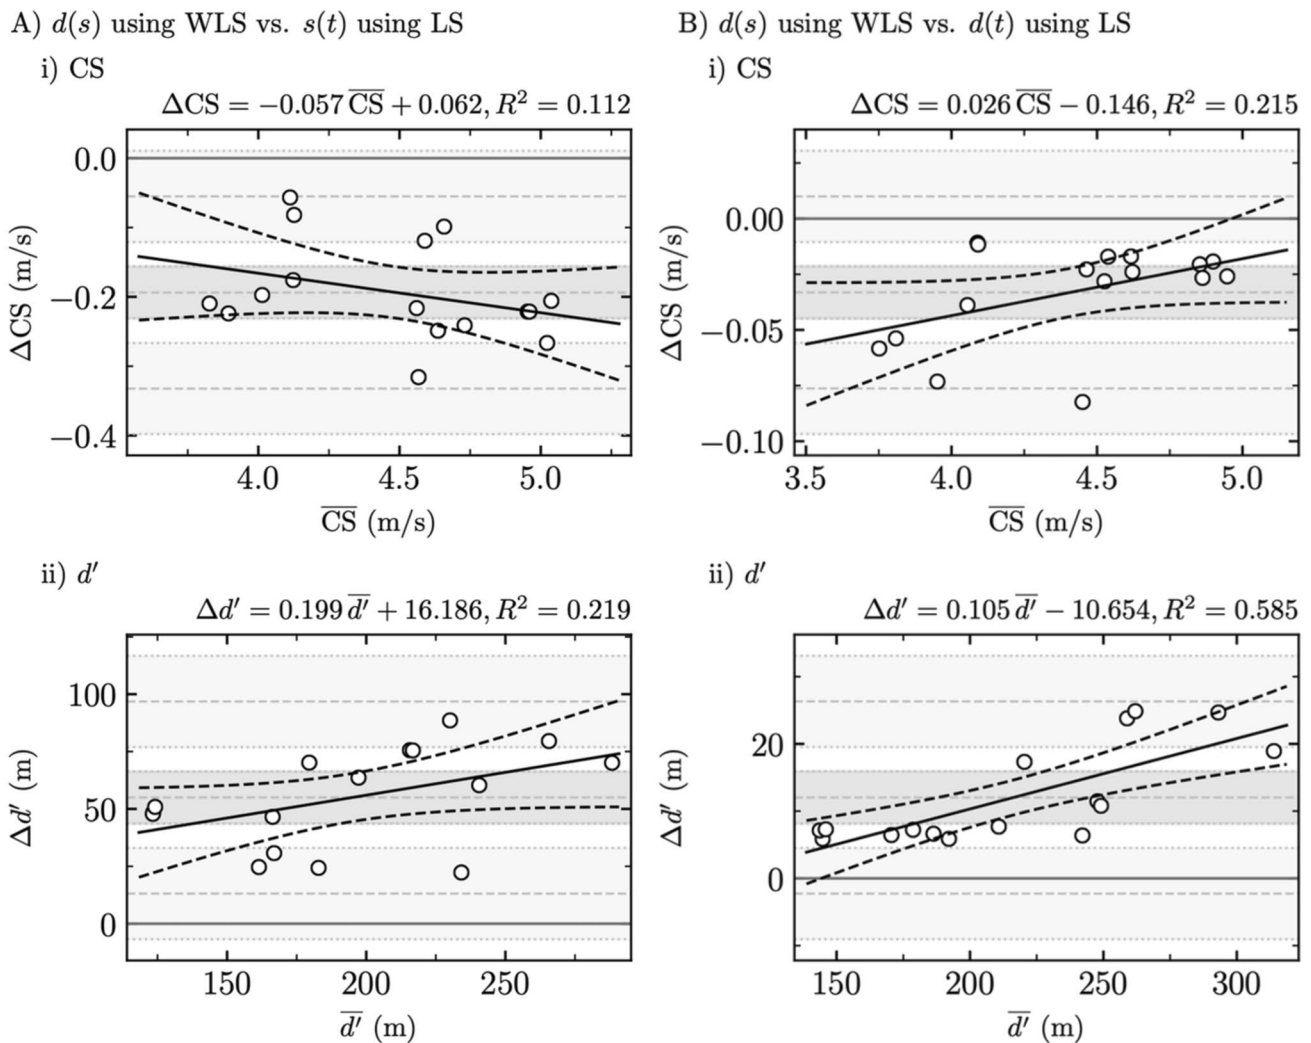 A) d(s) using WLS vs. s(t) using LS
i) CS
ΔCS = −0.057 C̅S̅ + 0.062, R² = 0.112
0.0
−0.2
−0.4
ΔCS (m/s)
4.0 4.5 5.0
C̅S̅ (m/s)
ii) d′
Δd′ = 0.199 d̅′ + 16.186, R² = 0.219
100
50
0
Δd′ (m)
150 200 250
d̅′ (m)
B) d(s) using WLS vs. d(t) using LS
i) CS
ΔCS = 0.026 C̅S̅ − 0.146, R² = 0.215
0.00
−0.05
−0.10
ΔCS (m/s)
3.5 4.0 4.5 5.0
C̅S̅ (m/s)
ii) d′
Δd′ = 0.105 d̅′ − 10.654, R² = 0.585
20
0
Δd′ (m)
150 200 250 300
d̅′ (m)